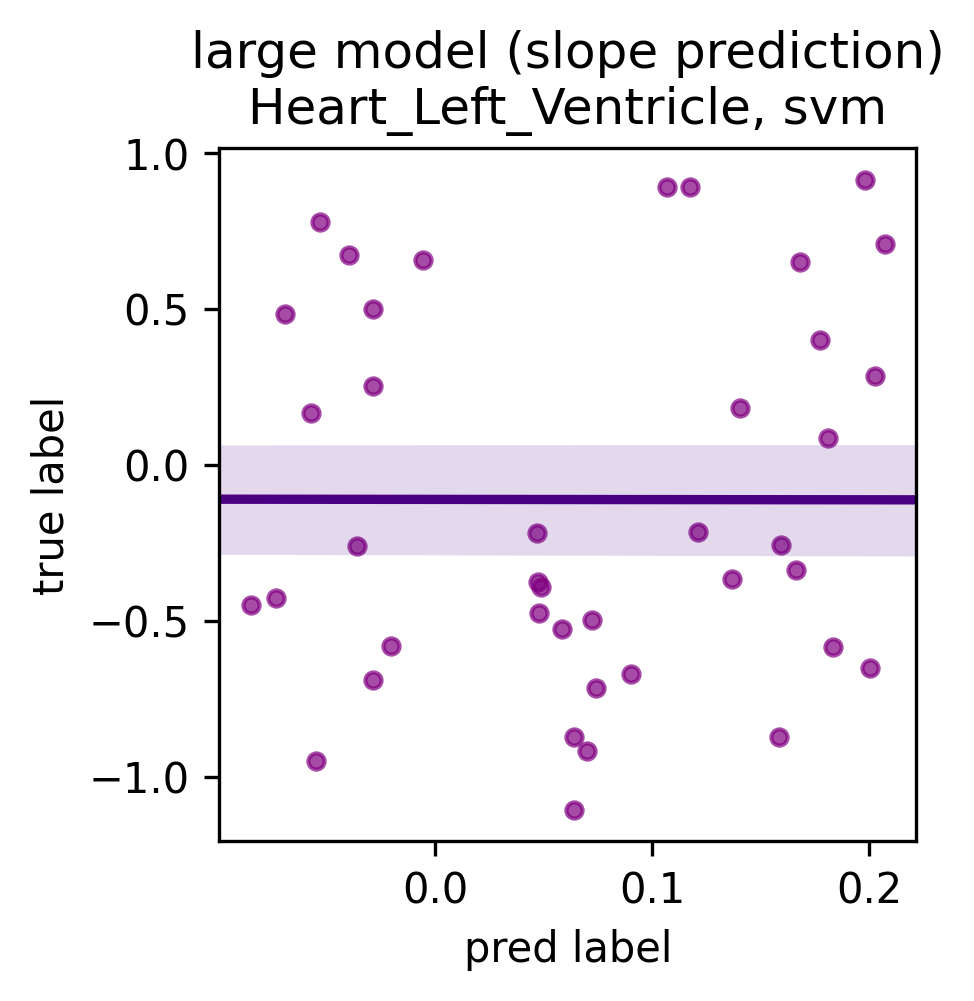 large model (slope prediction)
Heart_Left_Ventricle, svm
1.0
0.5
0.0
−0.5
−1.0
true label
0.0 0.1 0.2
pred label